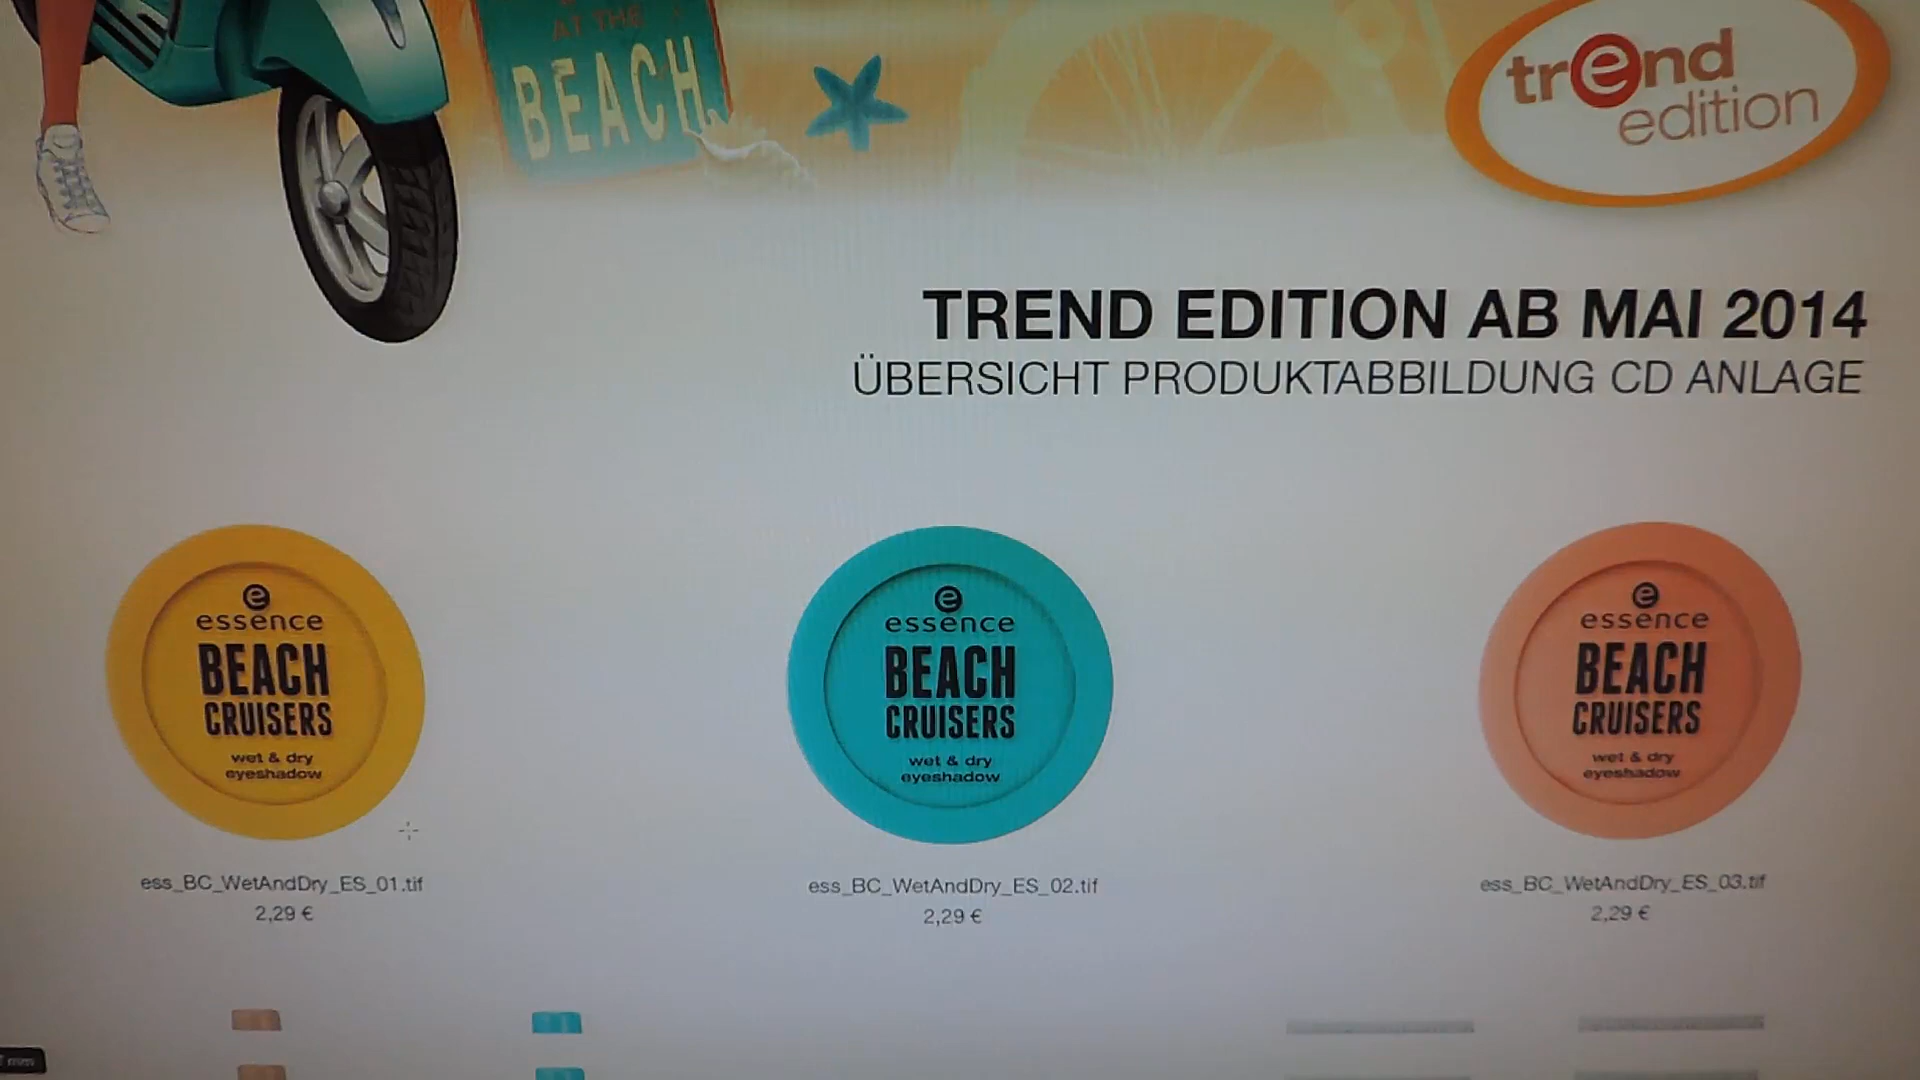 AT THE
BEACH
trend
edition
TREND EDITION AB MAI 2014
ÜBERSICHT PRODUKTABBILDUNG CD ANLAGE
essence
BEACH
CRUISERS
wet & dry
eyeshadow
ess_BC_WetAndDry_ES_01.tif
2,29 €
essence
BEACH
CRUISERS
wet & dry
eyeshadow
ess_BC_WetAndDry_ES_02.tif
2,29 €
essence
BEACH
CRUISERS
wet & dry
eyeshadow
ess_BC_WetAndDry_ES_03.tif
2,29 €
mm